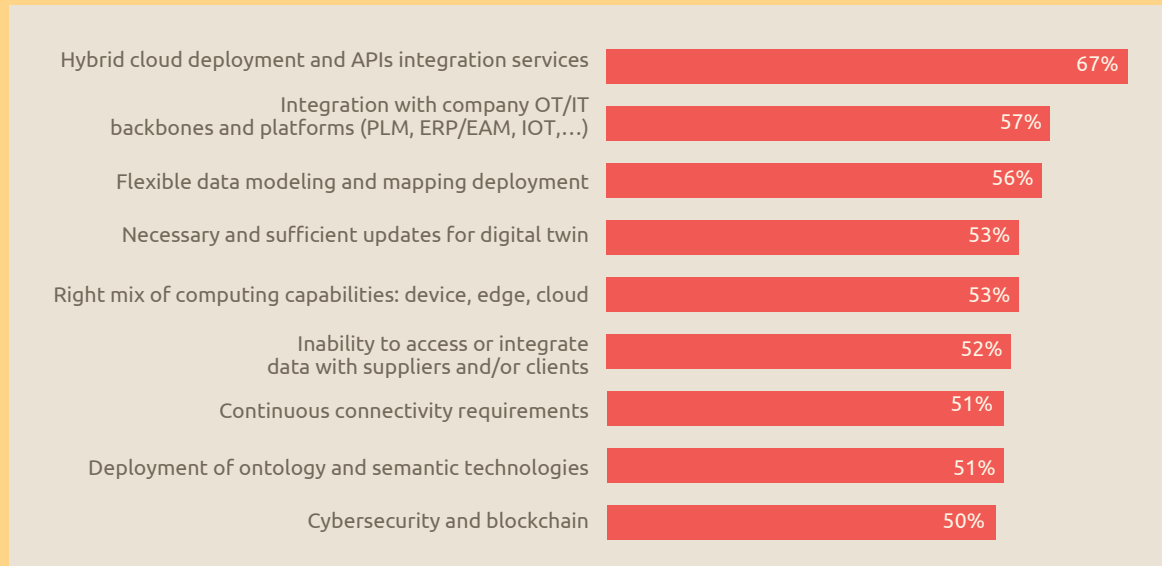 Hybrid cloud deployment and APIs integration services
67%
Integration with company OT/IT
backbones and platforms (PLM, ERP/EAM, IOT,...)
57%
Flexible data modeling and mapping deployment
56%
Necessary and sufficient updates for digital twin
53%
Right mix of computing capabilities: device, edge, cloud
53%
Inability to access or integrate
data with suppliers and/or clients
52%
Continuous connectivity requirements
51%
Deployment of ontology and semantic technologies
51%
Cybersecurity and blockchain
50%